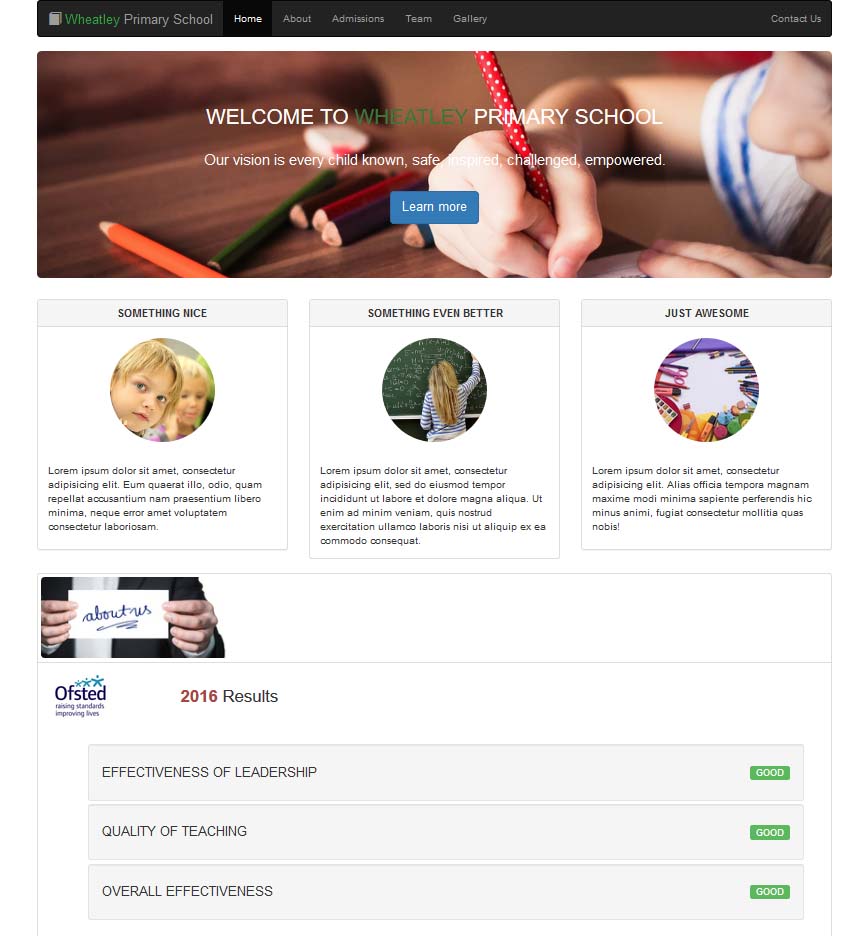 Wheatley Primary School Home About Admissions Team Gallery Contact Us
WELCOME TO WHEATLEY PRIMARY SCHOOL
Our vision is every child known, safe, inspired, challenged, empowered.
Learn more
SOMETHING NICE
Lorem ipsum dolor sit amet, consectetur
adipisicing elit. Eum quaerat illo, odio, quam
repellat accusantium nam praesentium libero
minima, neque error amet voluptatem
consectetur laboriosam.
SOMETHING EVEN BETTER
Lorem ipsum dolor sit amet, consectetur
adipisicing elit, sed do eiusmod tempor
incididunt ut labore et dolore magna aliqua. Ut
enim ad minim veniam, quis nostrud
exercitation ullamco laboris nisi ut aliquip ex ea
commodo consequat.
JUST AWESOME
Lorem ipsum dolor sit amet, consectetur
adipisicing elit. Alias officia tempora magnam
maxime modi minima sapiente perferendis hic
minus animi, fugiat consectetur mollitia quas
nobis!
about us
Ofsted
raising standards
improving lives
2016 Results
EFFECTIVENESS OF LEADERSHIP GOOD
QUALITY OF TEACHING GOOD
OVERALL EFFECTIVENESS GOOD